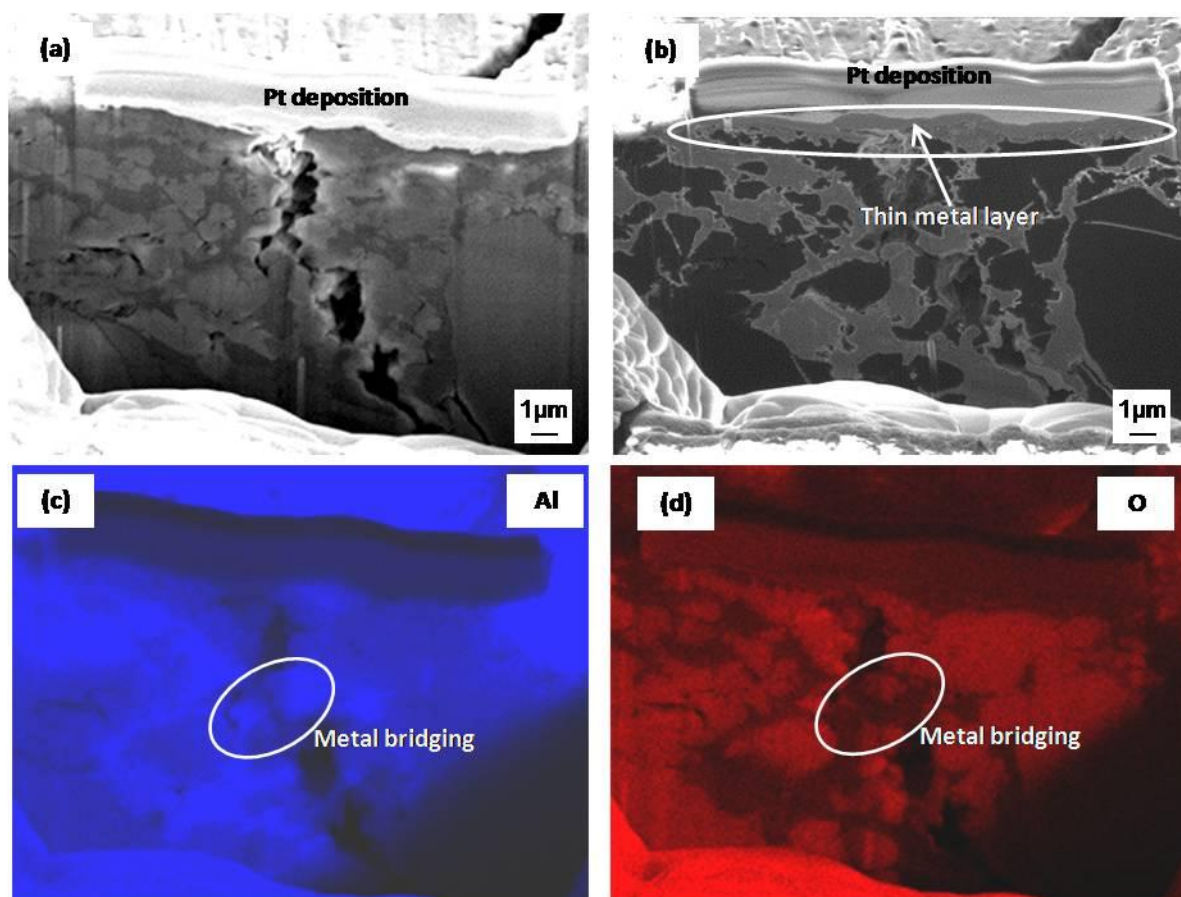 (a)
Pt deposition
1µm
(b)
Pt deposition
Thin metal layer
1µm
(c)
Al
Metal bridging
(d)
O
Metal bridging